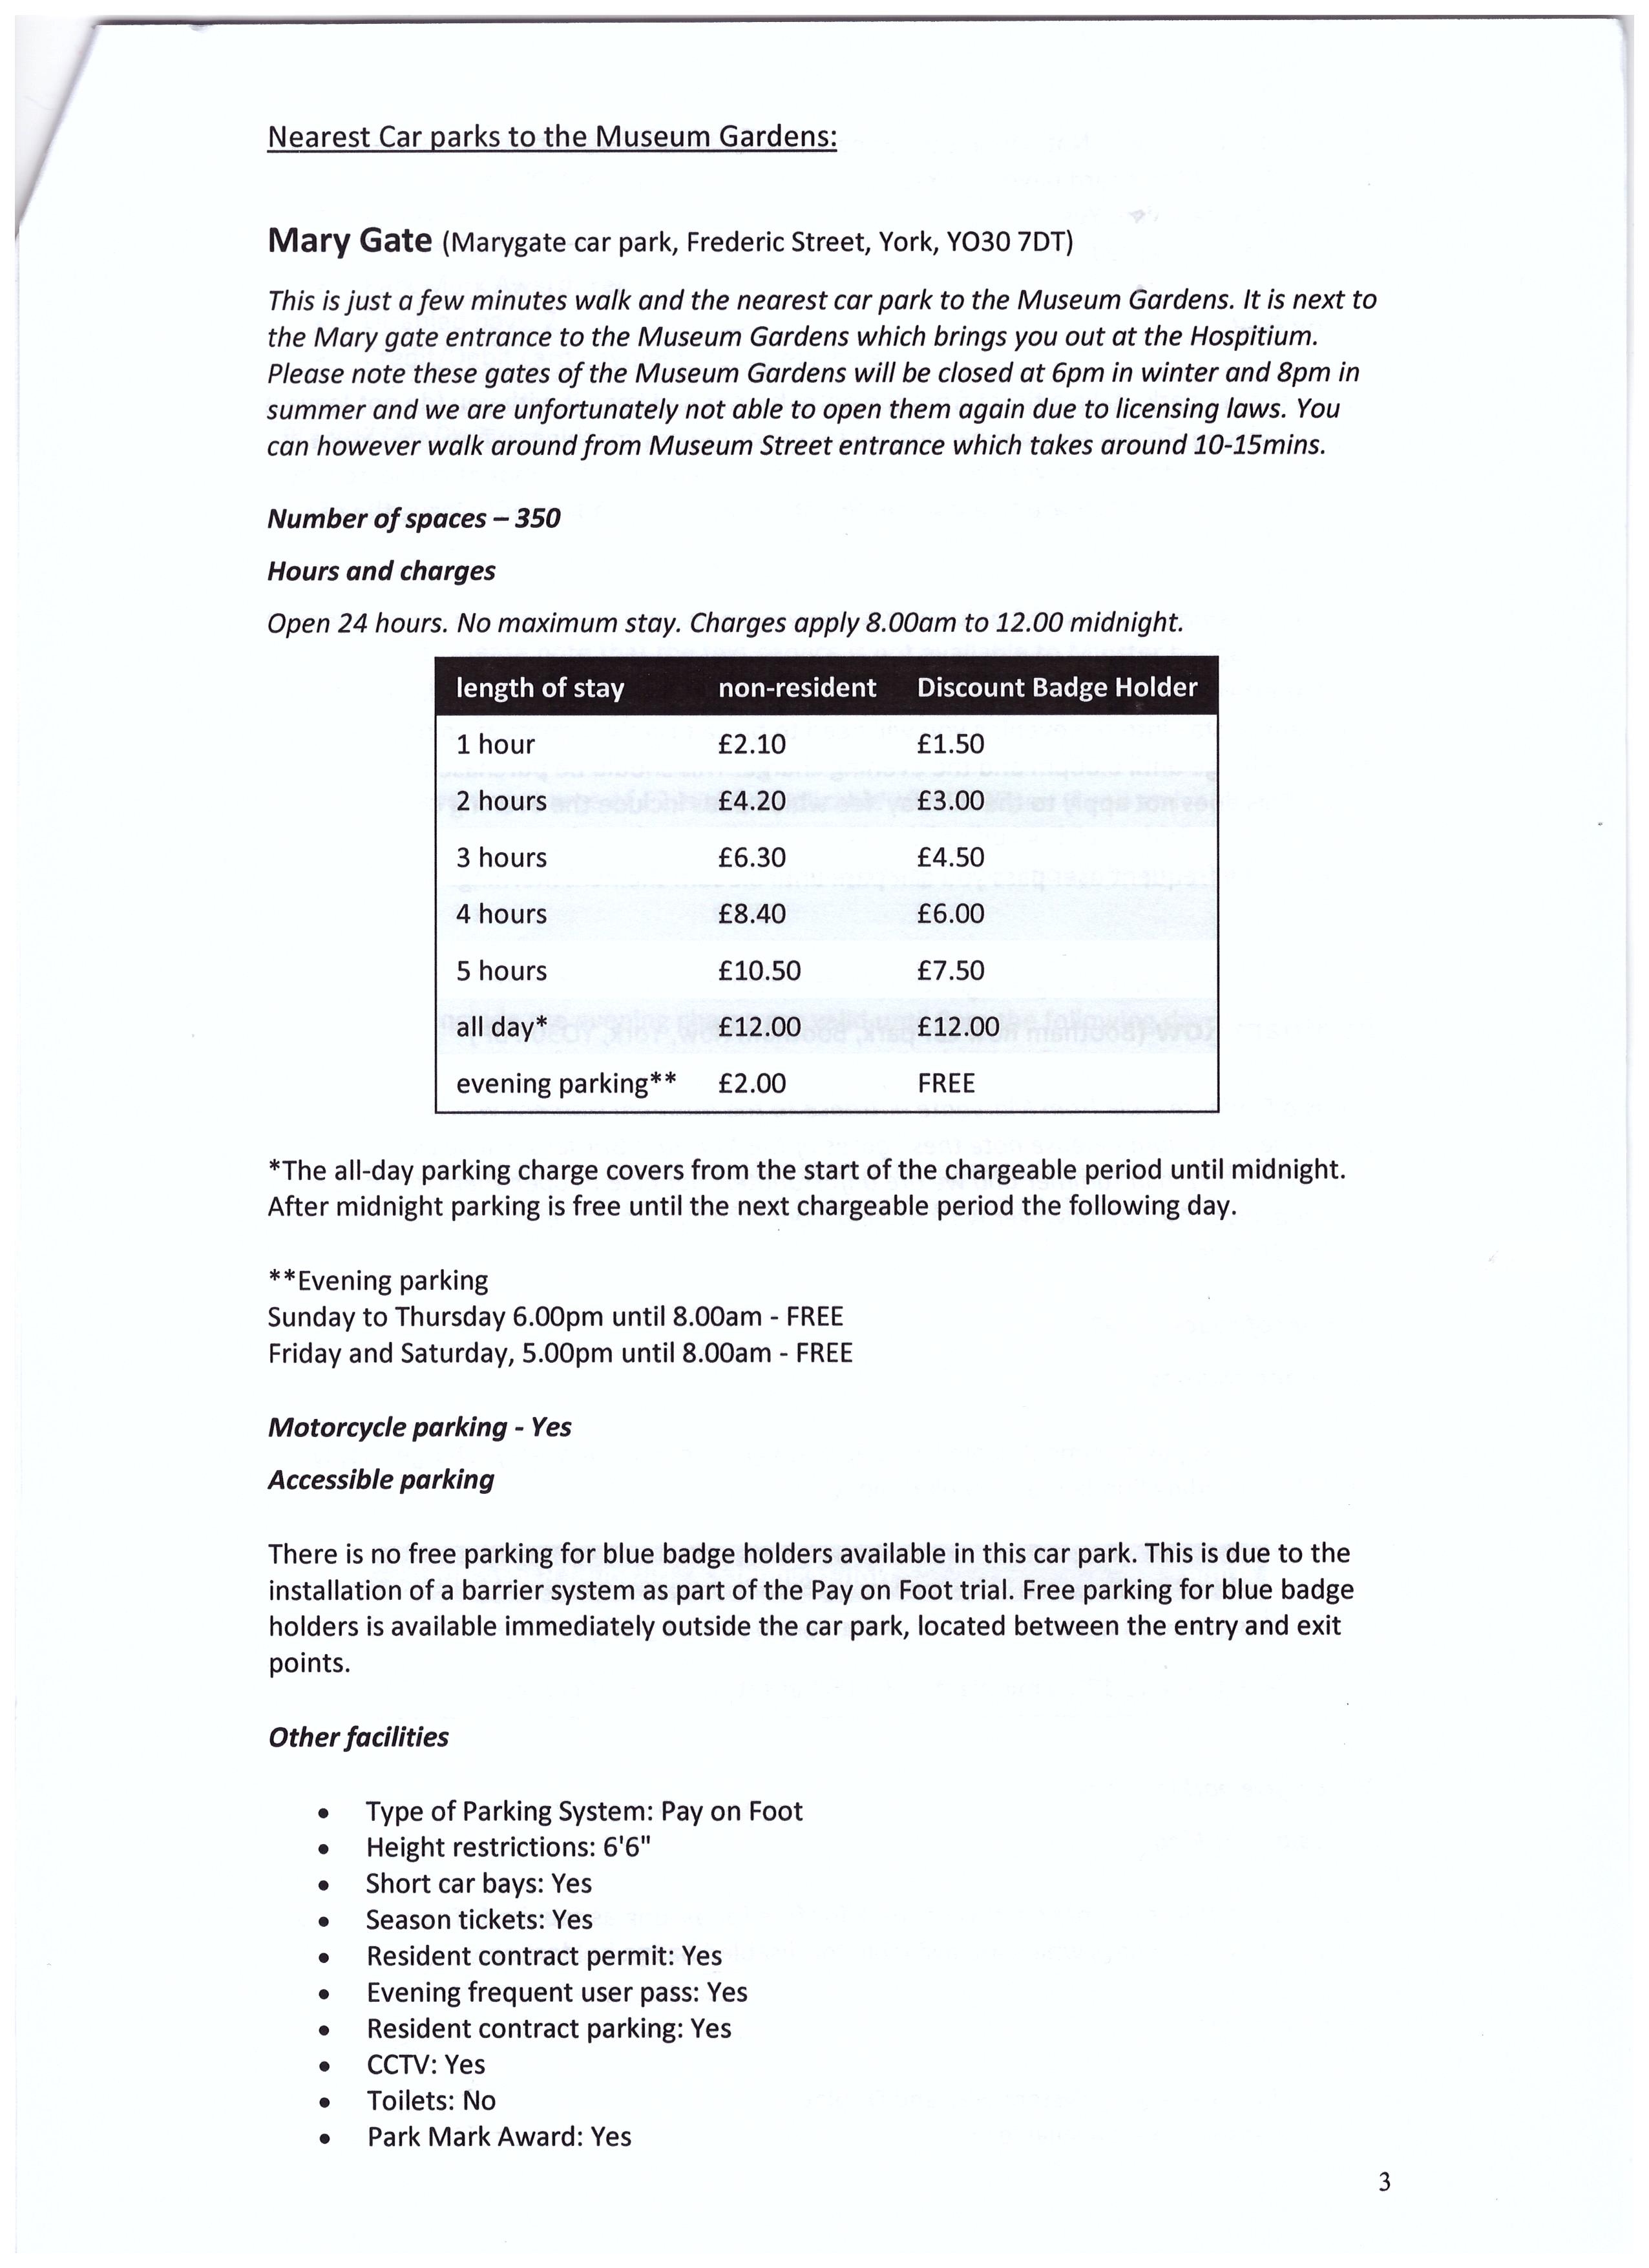 Nearest Car parks to the Museum Gardens:
Mary Gate (Marygate car park, Frederic Street, York, YO30 7DT)
This is just a few minutes walk and the nearest car park to the Museum Gardens. It is next to
the Mary gate entrance to the Museum Gardens which brings you out at the Hospitium.
Please note these gates of the Museum Gardens will be closed at 6pm in winter and 8pm in
summer and we are unfortunately not able to open them again due to licensing laws. You
can however walk around from Museum Street entrance which takes around 10-15mins.
Number of spaces – 350
Hours and charges
Open 24 hours. No maximum stay. Charges apply 8.00am to 12.00 midnight.
length of stay non-resident Discount Badge Holder
1 hour £2.10 £1.50
2 hours £4.20 £3.00
3 hours £6.30 £4.50
4 hours £8.40 £6.00
5 hours £10.50 £7.50
all day* £12.00 £12.00
evening parking** £2.00 FREE
*The all-day parking charge covers from the start of the chargeable period until midnight.
After midnight parking is free until the next chargeable period the following day.
**Evening parking
Sunday to Thursday 6.00pm until 8.00am - FREE
Friday and Saturday, 5.00pm until 8.00am - FREE
Motorcycle parking - Yes
Accessible parking
There is no free parking for blue badge holders available in this car park. This is due to the
installation of a barrier system as part of the Pay on Foot trial. Free parking for blue badge
holders is available immediately outside the car park, located between the entry and exit
points.
Other facilities
• Type of Parking System: Pay on Foot
• Height restrictions: 6'6"
• Short car bays: Yes
• Season tickets: Yes
• Resident contract permit: Yes
• Evening frequent user pass: Yes
• Resident contract parking: Yes
• CCTV: Yes
• Toilets: No
• Park Mark Award: Yes
3